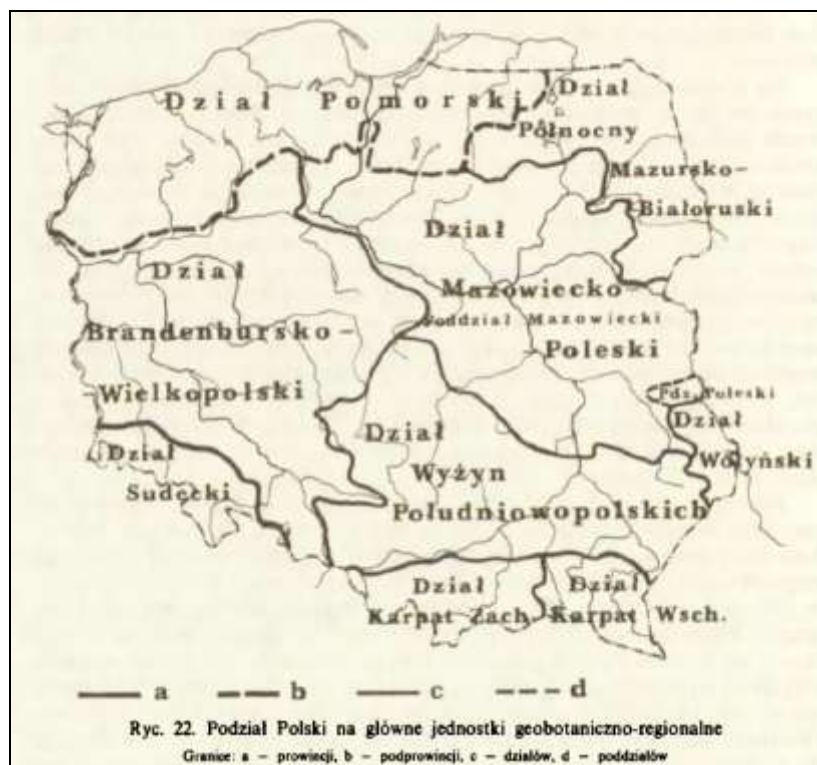 Dział Pomorski
Dział
Północny
Mazursko–
–Białoruski
Dział
Dział
Mazowiecko–
Poddział Mazowiecki
Brandenbursko–
–Poleski
–Wielkopolski
Pdz. Poleski
Dział
Dział
Dział
Wołyński
Wyżyn
Sudecki
Południowopolskich
Dział
Dział
Karpat Zach.
Karpat Wsch.
a b c d
Ryc. 22. Podział Polski na główne jednostki geobotaniczno-regionalne
Granice: a – prowincji, b – podprowincji, c – działów, d – poddziałów